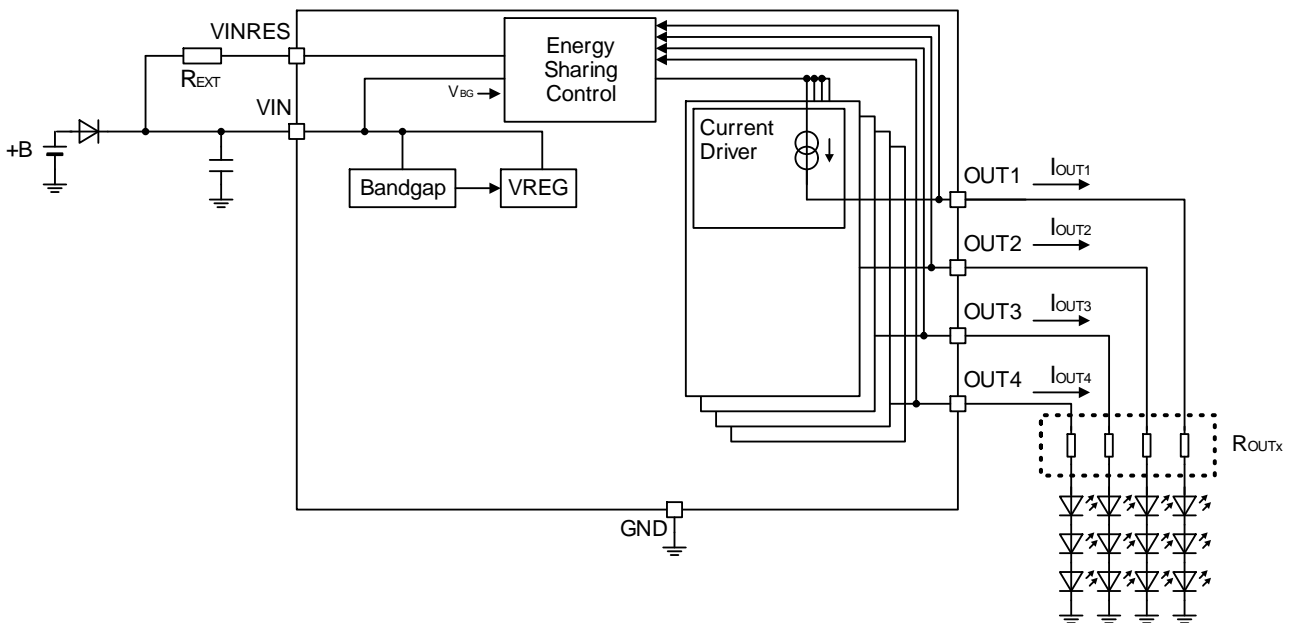 VINRES
REXT
VIN
+B
Energy
Sharing
Control
VBG
Bandgap
VREG
Current
Driver
OUT1
IOUT1
OUT2
IOUT2
OUT3
IOUT3
OUT4
IOUT4
ROUTx
GND